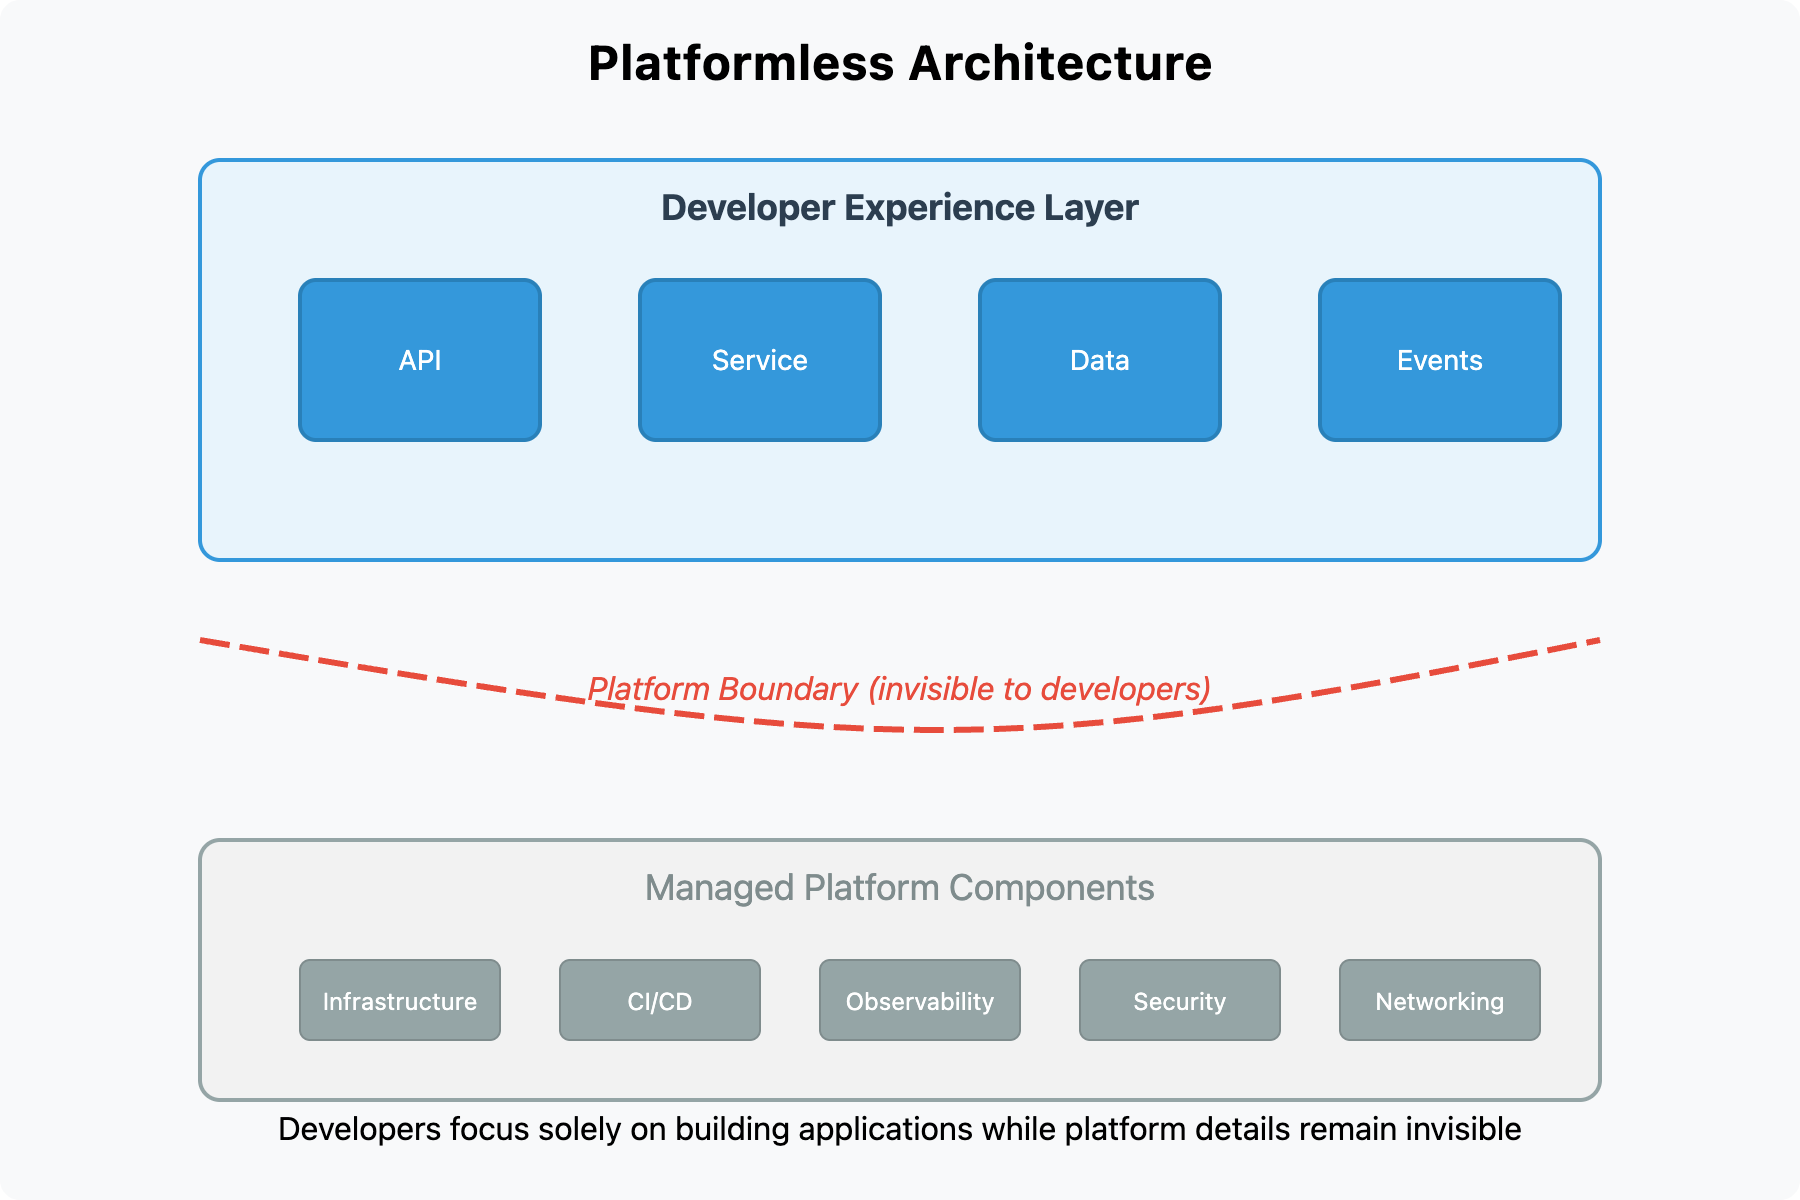 Platformless Architecture
Developer Experience Layer
API
Service
Data
Events
Platform Boundary (invisible to developers)
Managed Platform Components
Infrastructure
CI/CD
Observability
Security
Networking
Developers focus solely on building applications while platform details remain invisible